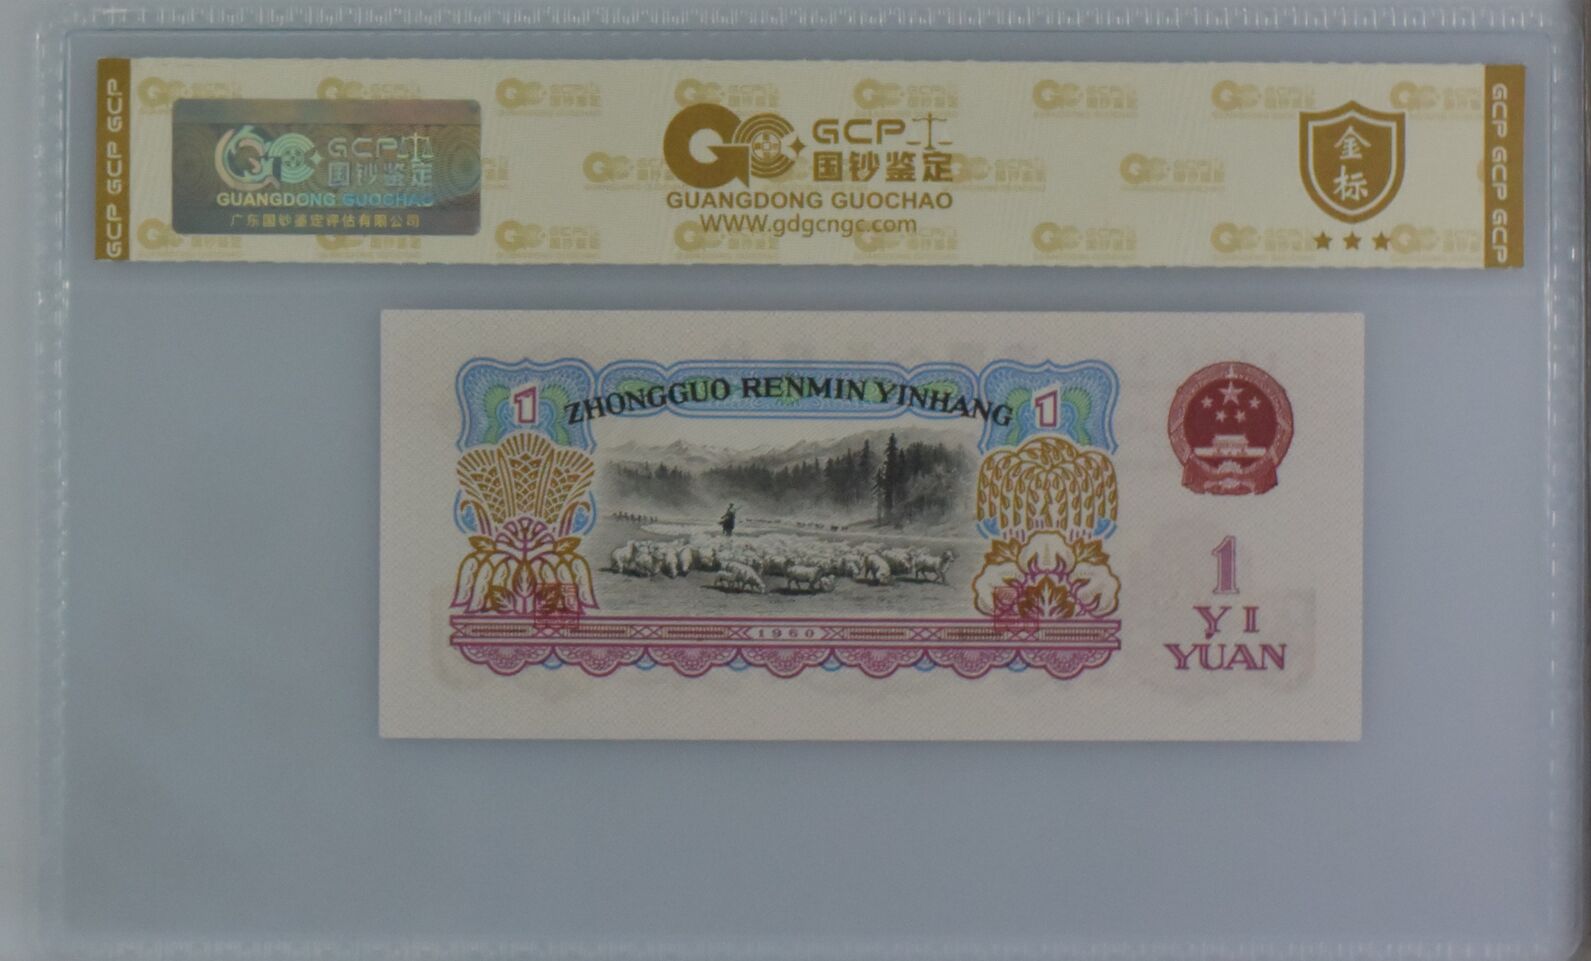 GCP GCP GCP
GCP 国钞鉴定
GUANGDONG GUOCHAO
广东国钞鉴定评估有限公司
GCP
国钞鉴定
GUANGDONG GUOCHAO
WWW.gdgcngc.com
金标
GCP GCP GCP
ZHONGGUO RENMIN YINHANG
1
1
1960
1
YI
YUAN